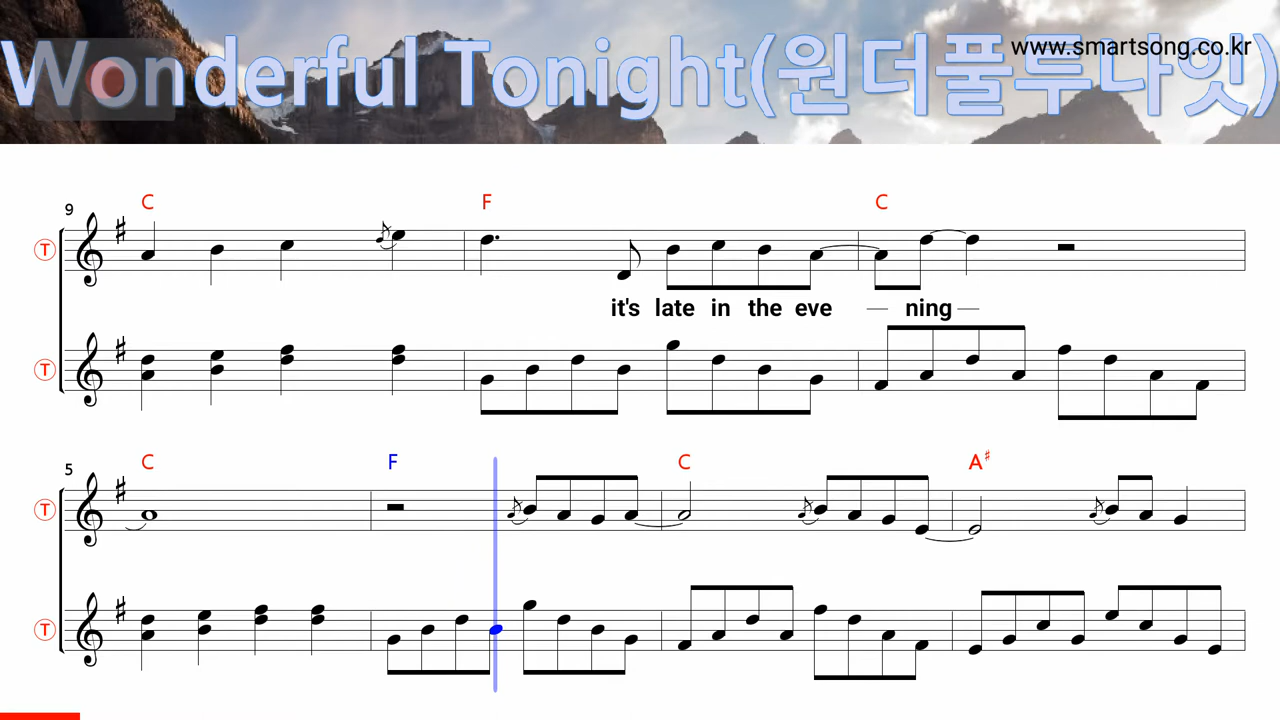 Wonderful Tonight(원더풀투나잇)
www.smartsong.co.kr
C F C
9
T
it's late in the eve — ning —
T
C F C A♯
5
T
T